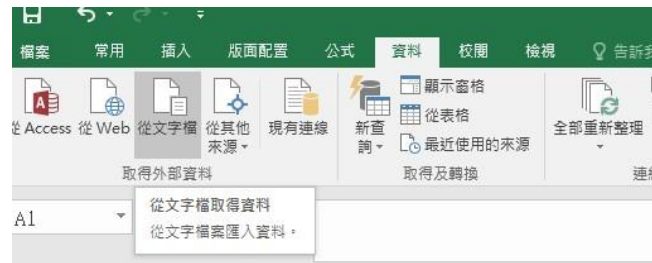 檔案 常用 插入 版面配置 公式 資料 校閱 檢視 告訴我
從 Access 從 Web 從文字檔 從其他來源 現有連線 新查詢 顯示窗格 從表格 最近使用的來源 全部重新整理
取得外部資料 取得及轉換 連線
從文字檔取得資料
從文字檔案匯入資料。
A1